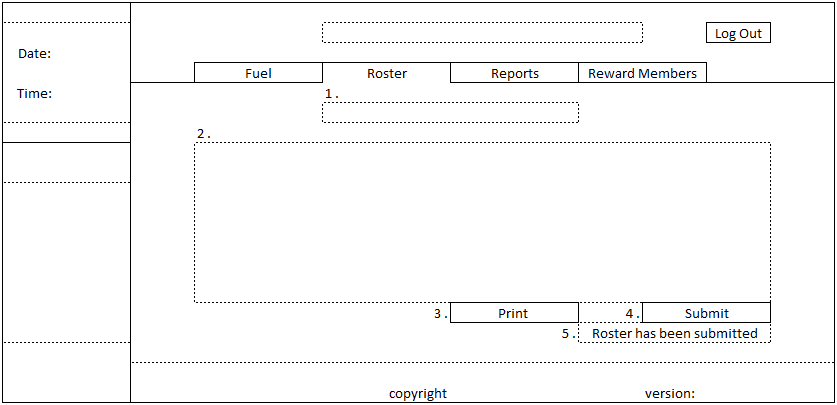 Log Out
Date:
Fuel Roster Reports Reward Members
Time:
1.
2.
3. Print 4. Submit
5. Roster has been submitted
copyright version: